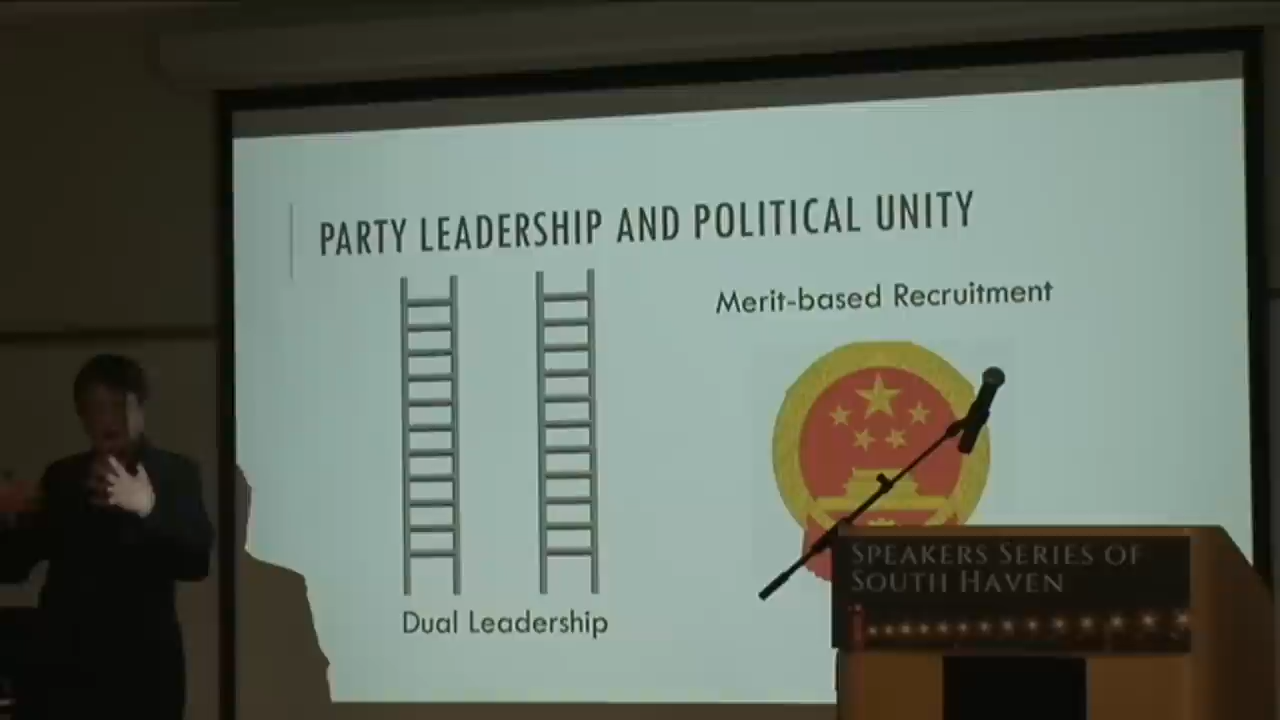 PARTY LEADERSHIP AND POLITICAL UNITY
Merit-based Recruitment
Dual Leadership
SPEAKERS SERIES OF
SOUTH HAVEN